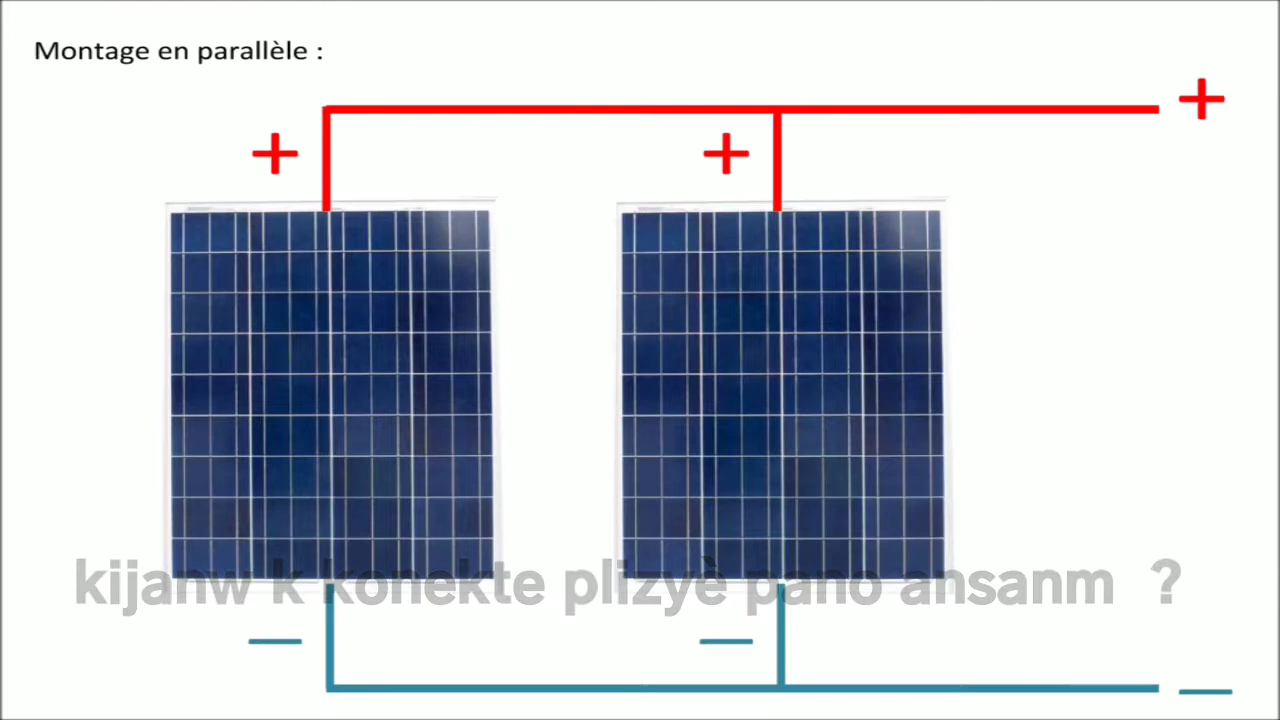 Montage en parallèle :
+
+ +
kijanw k konekte plizyè pano ansanm ?
— —
—